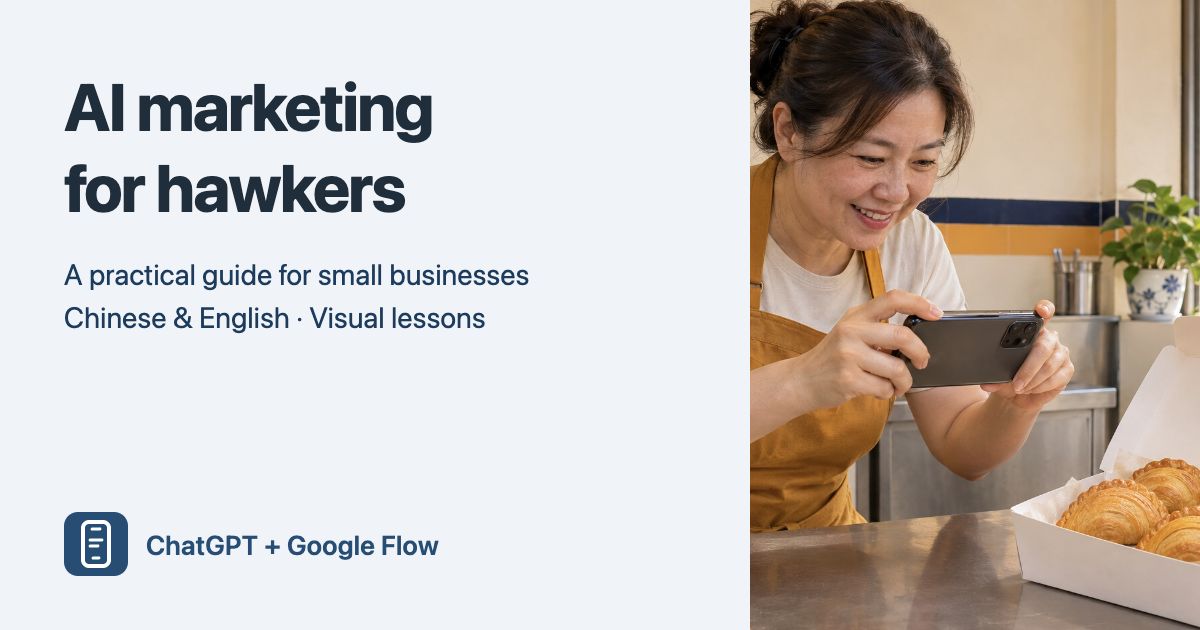 AI marketing
for hawkers
A practical guide for small businesses
Chinese & English · Visual lessons
ChatGPT + Google Flow